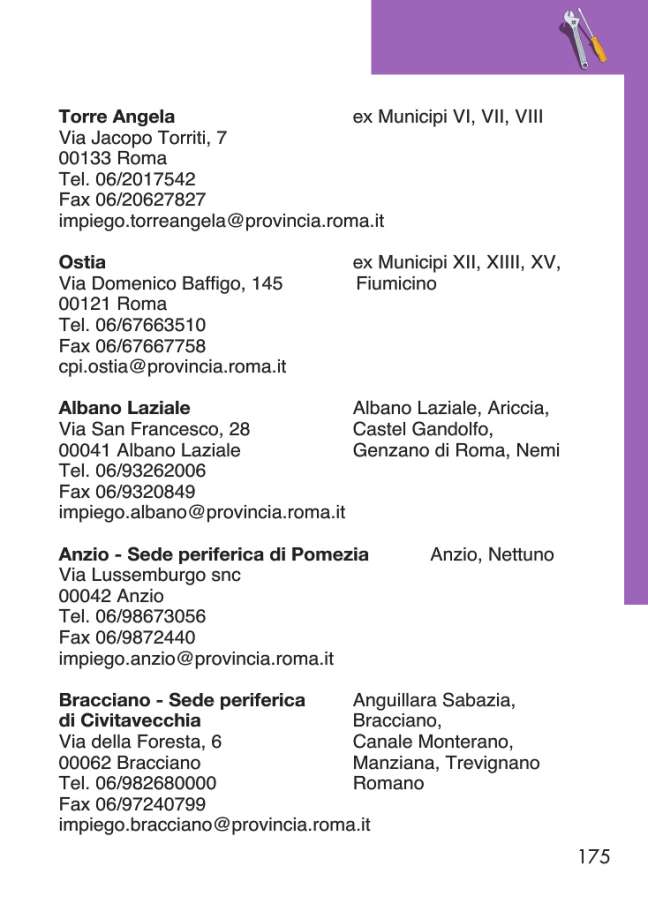 Torre Angela ex Municipi VI, VII, VIII
Via Jacopo Torriti, 7
00133 Roma
Tel. 06/2017542
Fax 06/20627827
impiego.torreangela@provincia.roma.it
Ostia ex Municipi XII, XIIII, XV,
Via Domenico Baffigo, 145 Fiumicino
00121 Roma
Tel. 06/67663510
Fax 06/67667758
cpi.ostia@provincia.roma.it
Albano Laziale Albano Laziale, Ariccia,
Via San Francesco, 28 Castel Gandolfo,
00041 Albano Laziale Genzano di Roma, Nemi
Tel. 06/93262006
Fax 06/9320849
impiego.albano@provincia.roma.it
Anzio - Sede periferica di Pomezia Anzio, Nettuno
Via Lussemburgo snc
00042 Anzio
Tel. 06/98673056
Fax 06/9872440
impiego.anzio@provincia.roma.it
Bracciano - Sede periferica Anguillara Sabazia,
di Civitavecchia Bracciano,
Via della Foresta, 6 Canale Monterano,
00062 Bracciano Manziana, Trevignano
Tel. 06/982680000 Romano
Fax 06/97240799
impiego.bracciano@provincia.roma.it
175